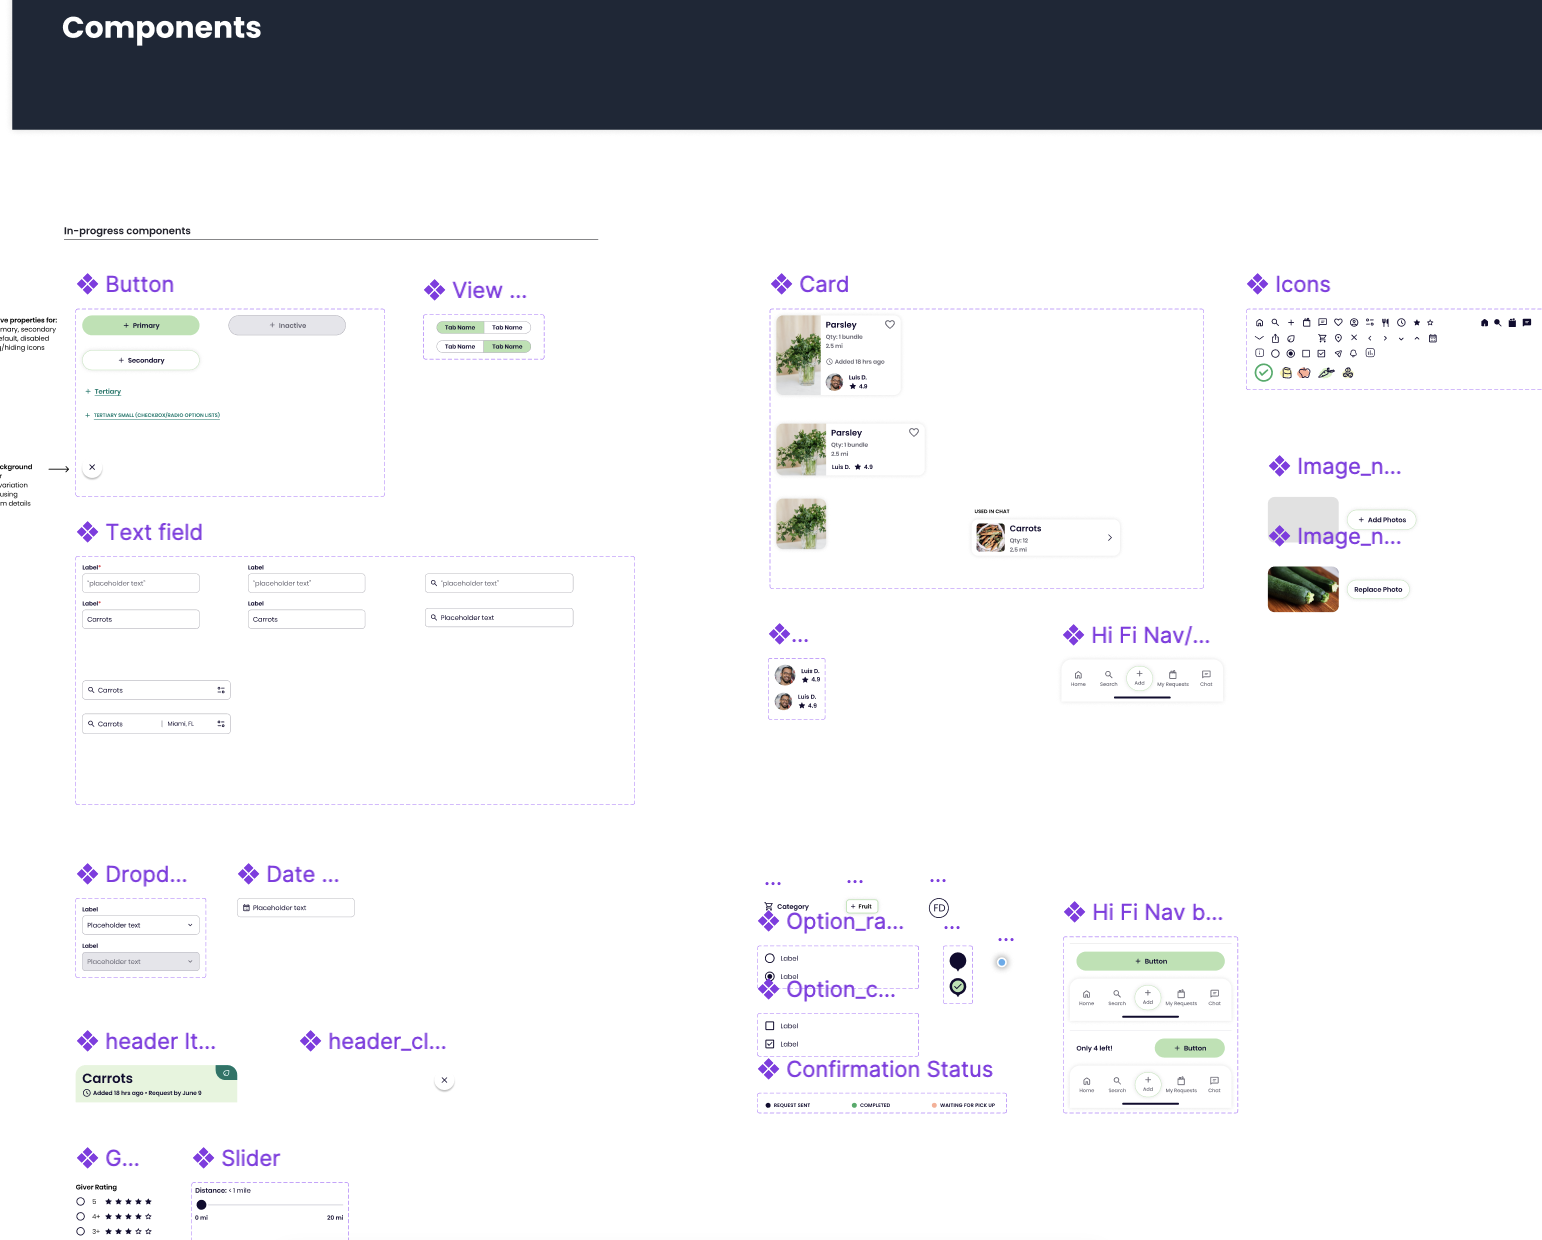 Components
In-progress components
Button
ve properties for:
mary, secondary
efault, disabled
g/hiding icons
+ Primary
+ Inactive
+ Secondary
+ Tertiary
+ TERTIARY SMALL (CHECKBOX/RADIO OPTION LISTS)
ckground
r
variation
using
m details
View ...
Tab Name Tab Name
Tab Name Tab Name
Card
Parsley
Qty: 1 bundle
2.5 mi
Added 18 hrs ago
Luis D.
4.9
Parsley
Qty: 1 bundle
2.5 mi
Luis D. 4.9
USED IN CHAT
Carrots
Qty: 12
2.5 mi
Icons
Image_n...
+ Add Photos
Image_n...
Replace Photo
Text field
Label*
"placeholder text"
Label
"placeholder text"
"placeholder text"
Label*
Carrots
Label
Carrots
Placeholder text
Carrots
Carrots | Miami, FL
...
Luis D.
4.9
Luis D.
4.9
Hi Fi Nav/...
Home Search Add My Requests Chat
Dropd...
Label
Placeholder text
Label
Placeholder text
Date ...
Placeholder text
...
Category
...
+ Fruit
...
FD
Option_ra...
Label
Label
...
...
Option_c...
Label
Label
Confirmation Status
REQUEST SENT
COMPLETED
WAITING FOR PICK UP
Hi Fi Nav b...
+ Button
Home Search Add My Requests Chat
Only 4 left!
+ Button
Home Search Add My Requests Chat
header It...
Carrots
Added 18 hrs ago • Request by June 9
header_cl...
G...
Giver Rating
5
4+
3+
Slider
Distance: < 1 mile
0 mi 20 mi